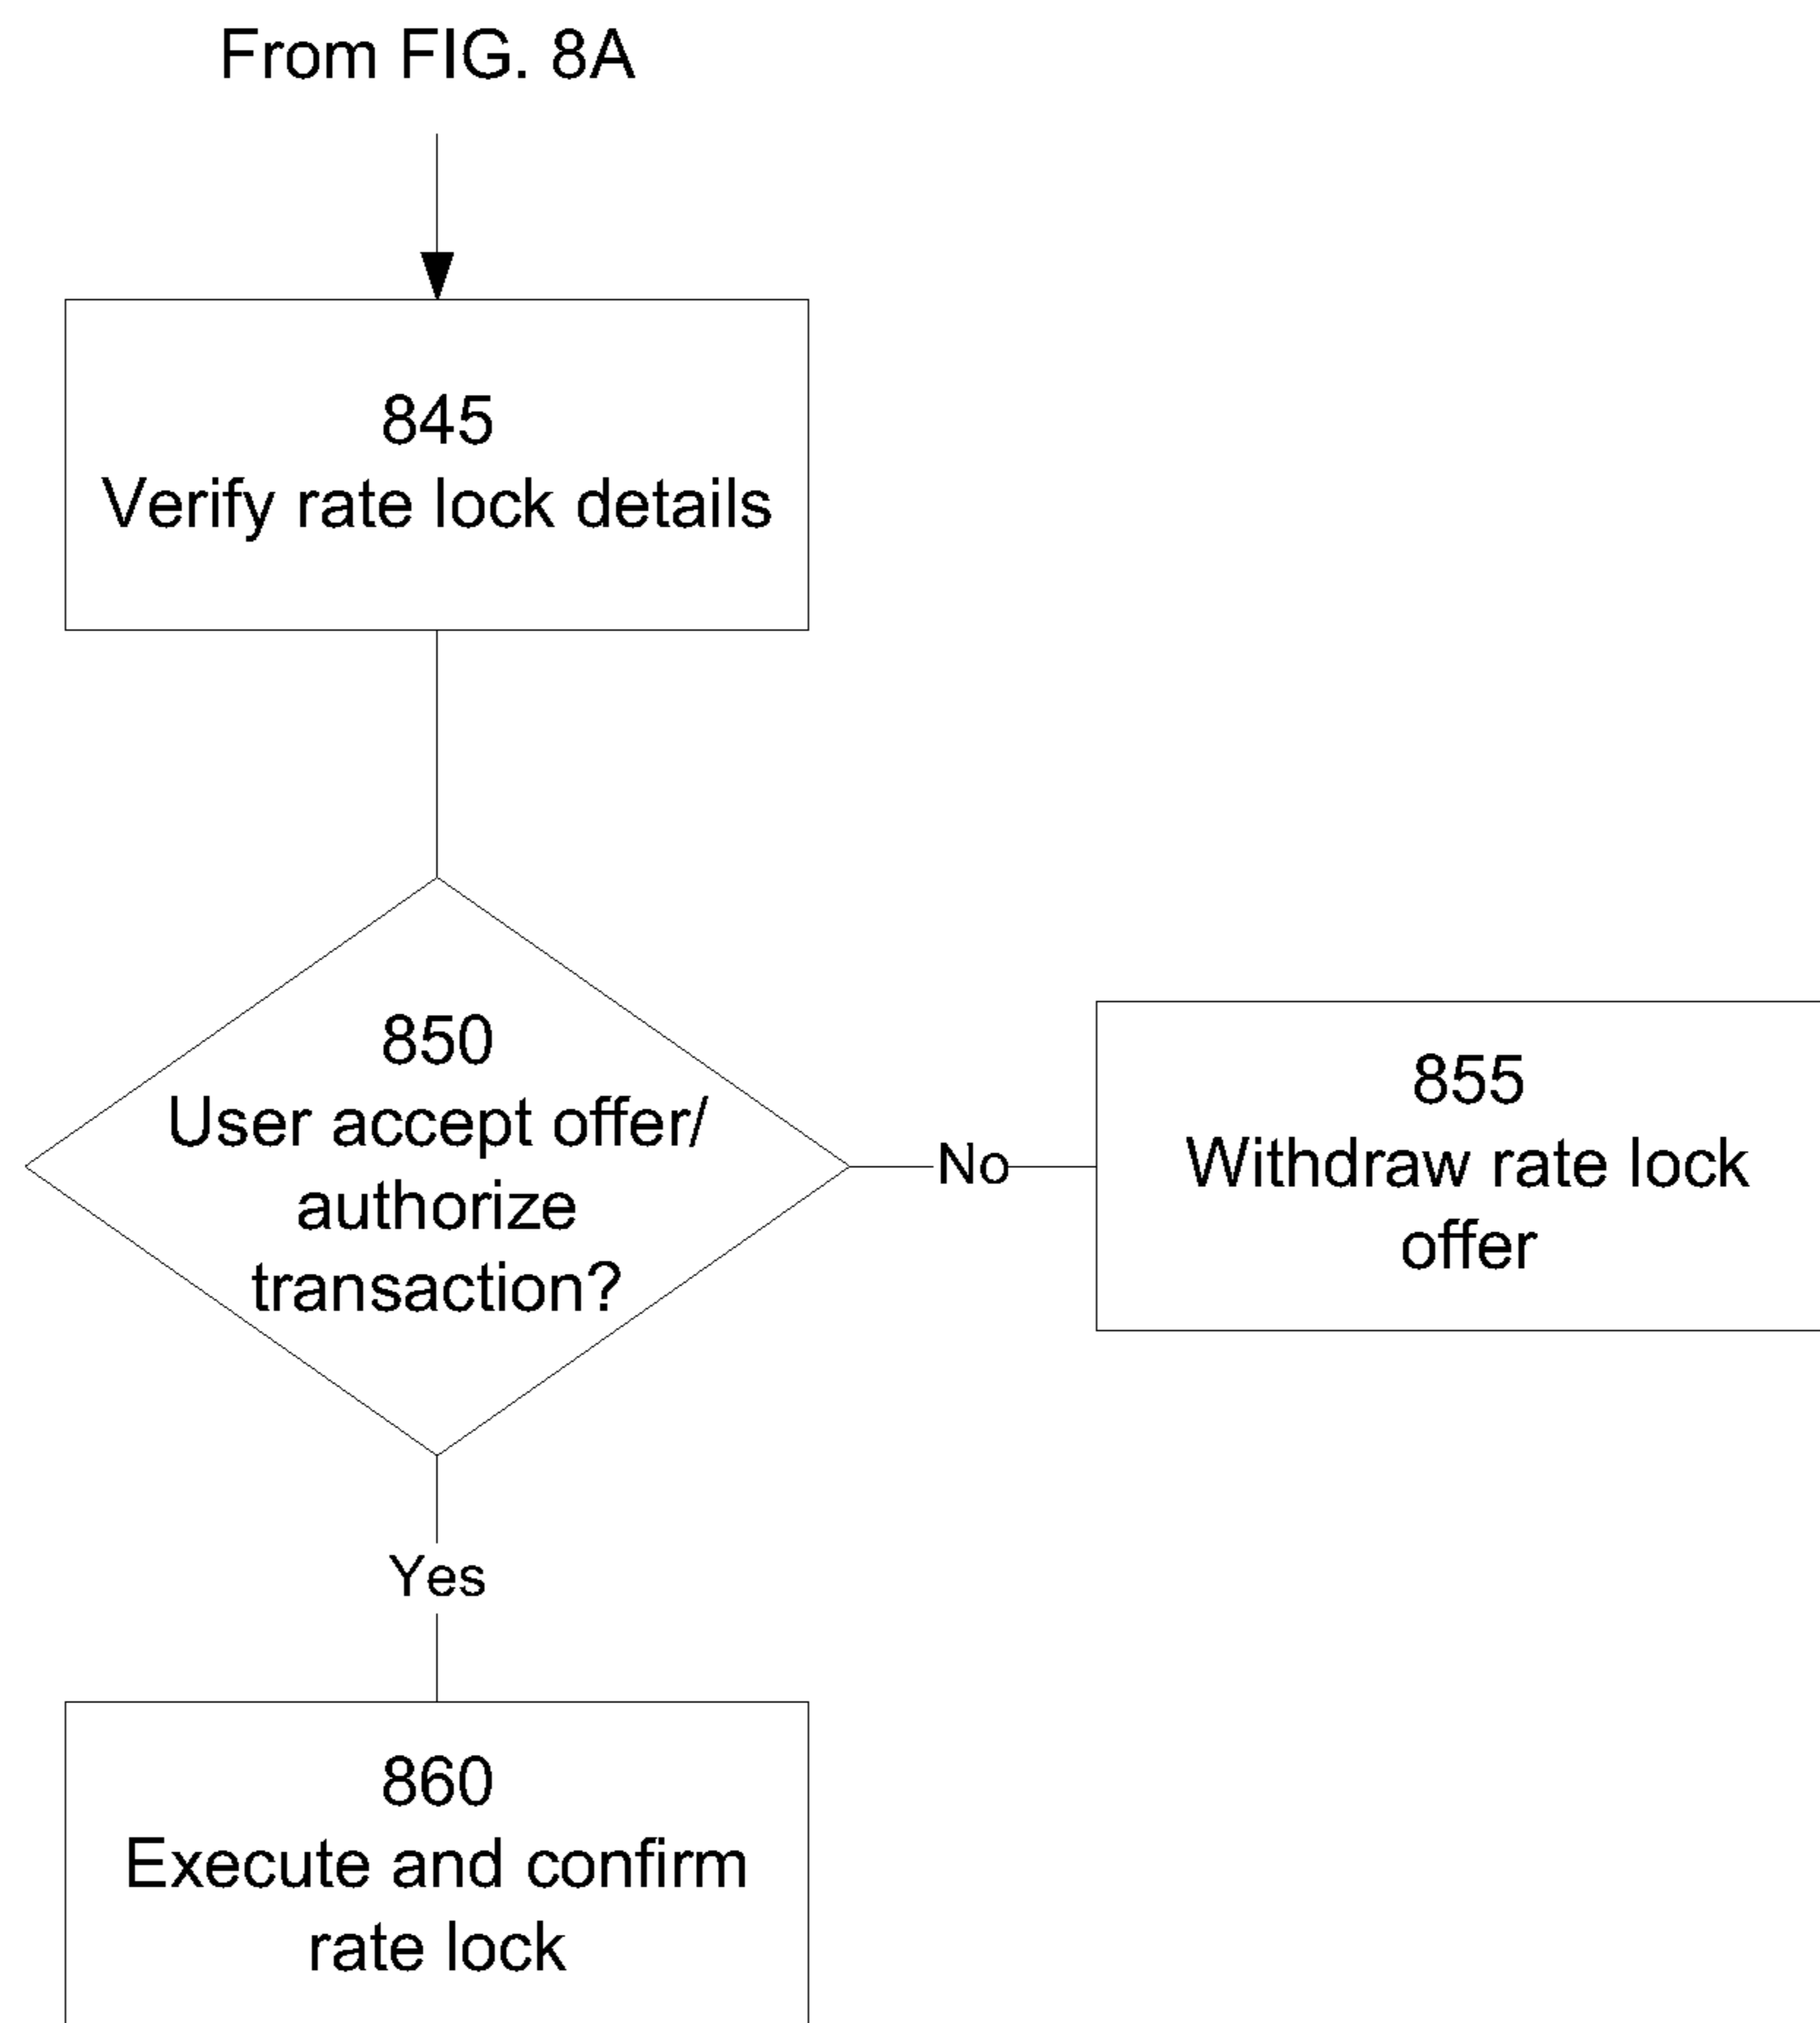 From FIG. 8A
845
Verify rate lock details
850
User accept offer/
authorize
transaction?
No
855
Withdraw rate lock
offer
Yes
860
Execute and confirm
rate lock